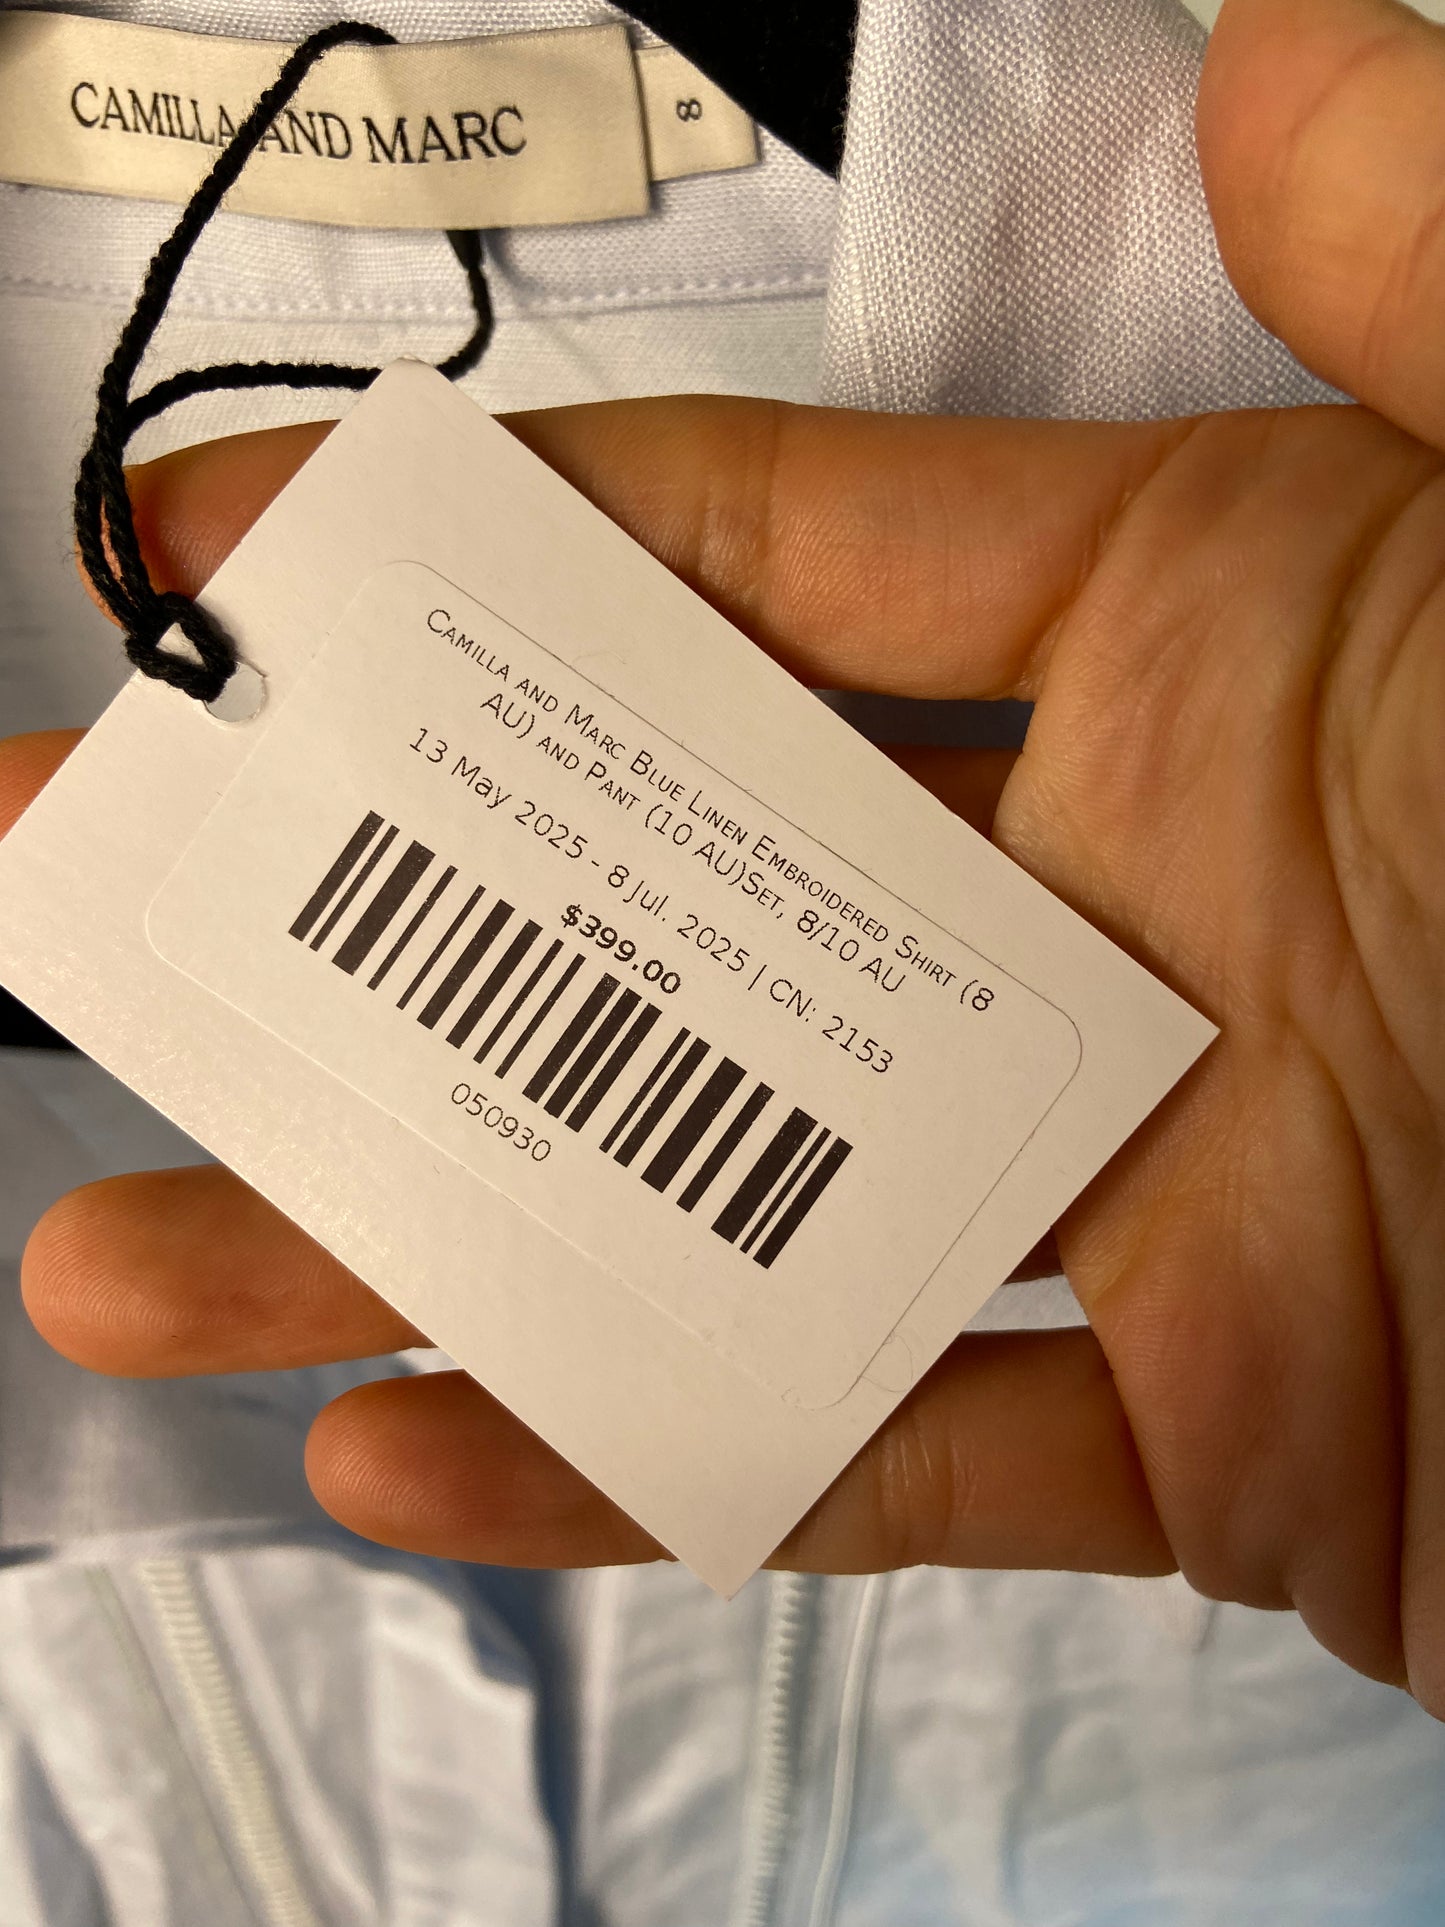 CAMILLA AND MARC
8
Camilla and Marc Blue Linen Embroidered Shirt (8
AU) and Pant (10 AU)Set, 8/10 AU
13 May 2025 - 8 Jul. 2025 | CN: 2153
$399.00
050930